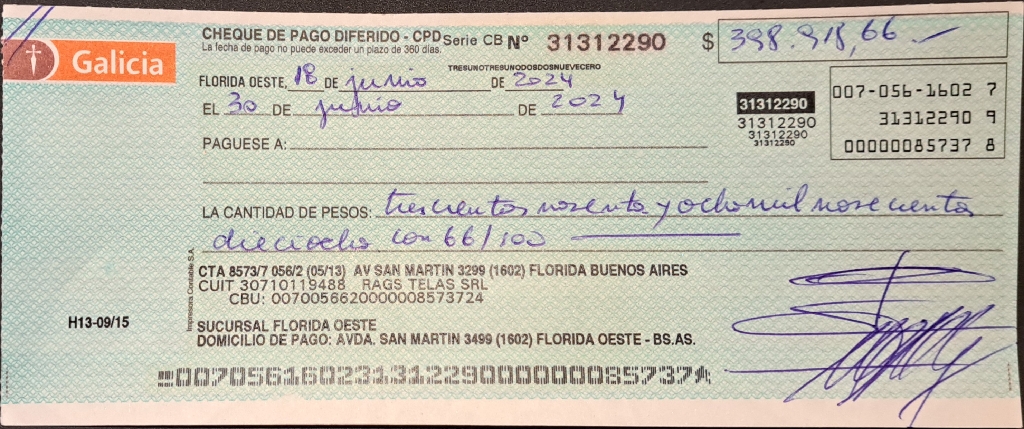 Galicia
CHEQUE DE PAGO DIFERIDO - CPD Serie CB Nº 31312290 $ 398.918,66.—
La fecha de pago no puede exceder un plazo de 360 días.
TRESUNOTRESUNODOSDOSNUEVECERO
FLORIDA OESTE, 18 DE junio DE 2024
EL 30 DE junio DE 2024
31312290
31312290
31312290
31312290
007-056-1602 7
31312290 9
00000085737 8
PAGUESE A:
LA CANTIDAD DE PESOS: trescientos noventa y ocho mil novecientos
dieciocho con 66/100
CTA 8573/7 056/2 (05/13) AV SAN MARTIN 3299 (1602) FLORIDA BUENOS AIRES
CUIT 30710119488 RAGS TELAS SRL
CBU: 0070056620000008573724
Impresora Contable S.A.
H13-09/15
SUCURSAL FLORIDA OESTE
DOMICILIO DE PAGO: AVDA. SAN MARTIN 3499 (1602) FLORIDA OESTE - BS.AS.
00705616023131229000000085737